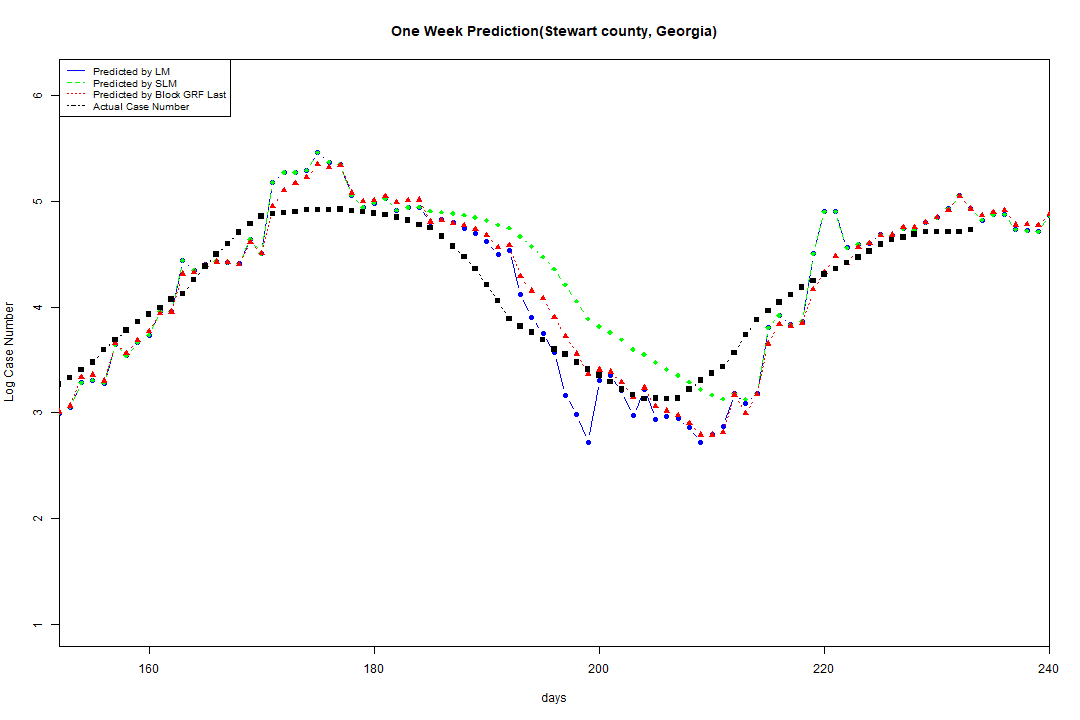 One Week Prediction(Stewart county, Georgia)
Predicted by LM
Predicted by SLM
Predicted by Block GRF Last
Actual Case Number
6
5
4
3
2
1
Log Case Number
160
180
200
220
240
days